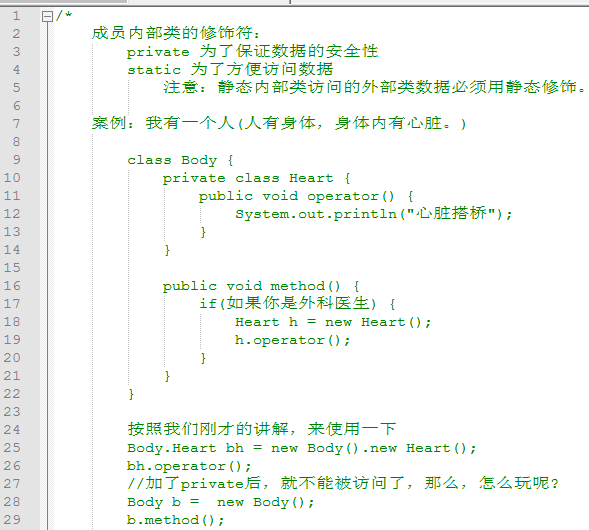 1 /*
2 成员内部类的修饰符：
3 private 为了保证数据的安全性
4 static 为了方便访问数据
5 注意：静态内部类访问的外部类数据必须用静态修饰。
6
7 案例：我有一个人(人有身体，身体内有心脏。)
8
9 class Body {
10 private class Heart {
11 public void operator() {
12 System.out.println("心脏搭桥");
13 }
14 }
15
16 public void method() {
17 if(如果你是外科医生) {
18 Heart h = new Heart();
19 h.operator();
20 }
21 }
22 }
23
24 按照我们刚才的讲解，来使用一下
25 Body.Heart bh = new Body().new Heart();
26 bh.operator();
27 //加了private后，就不能被访问了，那么，怎么玩呢?
28 Body b =  new Body();
29 b.method();